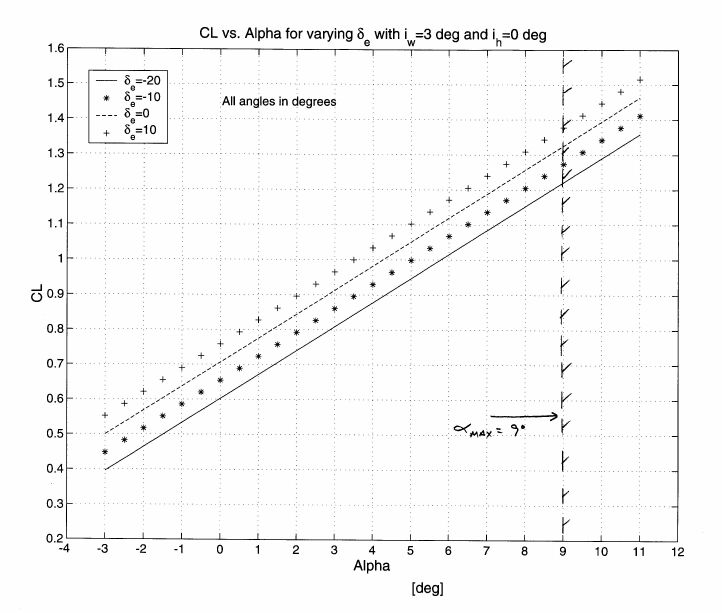 CL vs. Alpha for varying δe with iw=3 deg and ih=0 deg
1.6
1.5
1.4
1.3
1.2
1.1
1
0.9
0.8
0.7
0.6
0.5
0.4
0.3
0.2
CL
δe=-20
δe=-10
δe=0
δe=10
All angles in degrees
αMAX = 9°
-4 -3 -2 -1 0 1 2 3 4 5 6 7 8 9 10 11 12
Alpha
[deg]